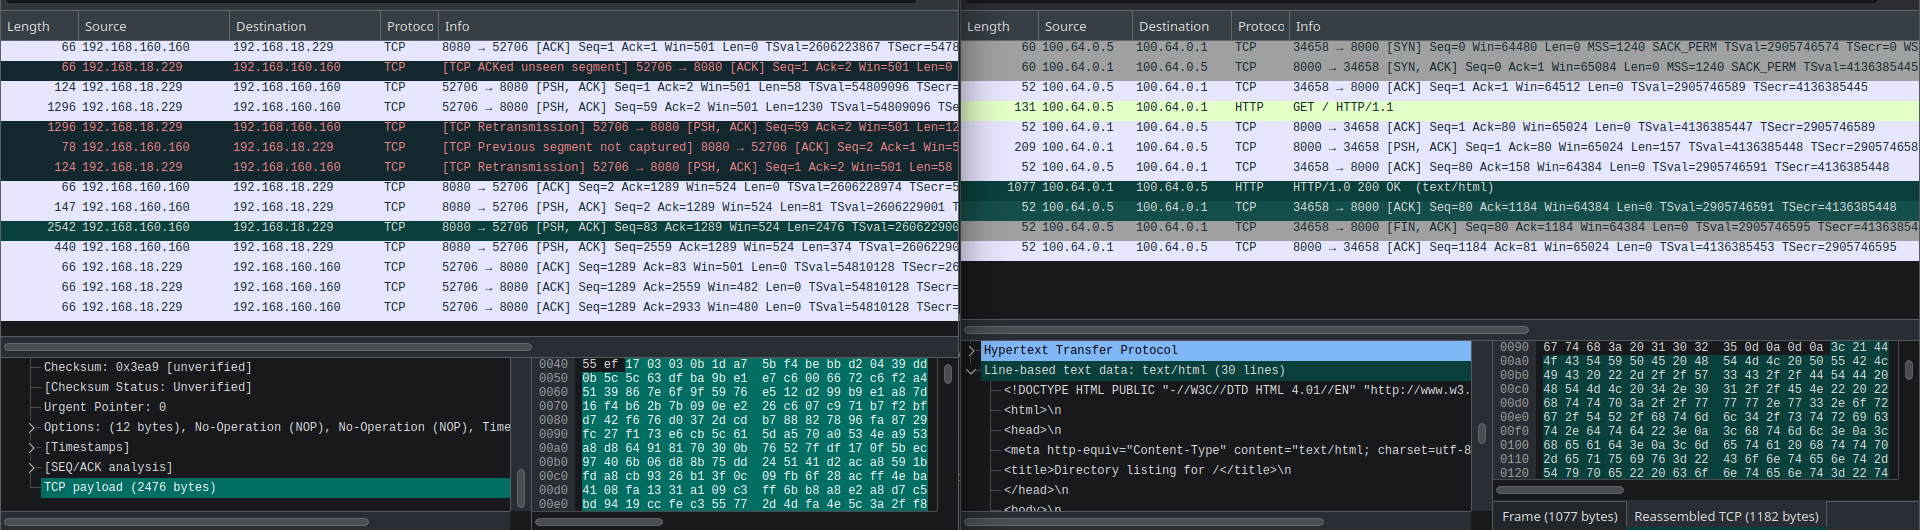 Length Source Destination Protoco Info
66 192.168.160.160 192.168.18.229 TCP 8080 → 52706 [ACK] Seq=1 Ack=1 Win=501 Len=0 TSval=2606223867 TSecr=5478
66 192.168.18.229 192.168.160.160 TCP [TCP ACKed unseen segment] 52706 → 8080 [ACK] Seq=1 Ack=2 Win=501 Len=0
124 192.168.18.229 192.168.160.160 TCP 52706 → 8080 [PSH, ACK] Seq=1 Ack=2 Win=501 Len=58 TSval=54809096 TSecr=
1296 192.168.18.229 192.168.160.160 TCP 52706 → 8080 [PSH, ACK] Seq=59 Ack=2 Win=501 Len=1230 TSval=54809096 TSe
1296 192.168.18.229 192.168.160.160 TCP [TCP Retransmission] 52706 → 8080 [PSH, ACK] Seq=59 Ack=2 Win=501 Len=12
78 192.168.160.160 192.168.18.229 TCP [TCP Previous segment not captured] 8080 → 52706 [ACK] Seq=2 Ack=1 Win=5
124 192.168.18.229 192.168.160.160 TCP [TCP Retransmission] 52706 → 8080 [PSH, ACK] Seq=1 Ack=2 Win=501 Len=58
66 192.168.160.160 192.168.18.229 TCP 8080 → 52706 [ACK] Seq=2 Ack=1289 Win=524 Len=0 TSval=2606228974 TSecr=5
147 192.168.160.160 192.168.18.229 TCP 8080 → 52706 [PSH, ACK] Seq=2 Ack=1289 Win=524 Len=81 TSval=2606229001 T
2542 192.168.160.160 192.168.18.229 TCP 8080 → 52706 [PSH, ACK] Seq=83 Ack=1289 Win=524 Len=2476 TSval=260622900
440 192.168.160.160 192.168.18.229 TCP 8080 → 52706 [PSH, ACK] Seq=2559 Ack=1289 Win=524 Len=374 TSval=26062290
66 192.168.18.229 192.168.160.160 TCP 52706 → 8080 [ACK] Seq=1289 Ack=83 Win=501 Len=0 TSval=54810128 TSecr=26
66 192.168.18.229 192.168.160.160 TCP 52706 → 8080 [ACK] Seq=1289 Ack=2559 Win=482 Len=0 TSval=54810128 TSecr=
66 192.168.18.229 192.168.160.160 TCP 52706 → 8080 [ACK] Seq=1289 Ack=2933 Win=480 Len=0 TSval=54810128 TSecr=
Checksum: 0x3ea9 [unverified]
[Checksum Status: Unverified]
Urgent Pointer: 0
Options: (12 bytes), No-Operation (NOP), No-Operation (NOP), Time
[Timestamps]
[SEQ/ACK analysis]
TCP payload (2476 bytes)
0040 55 ef 17 03 03 0b 1d a7 5b f4 be bb d2 04 39 dd
0050 0b 5c 5c 63 df ba 9b e1 e7 c6 00 66 72 c6 f2 a4
0060 51 39 86 7e 6f 9f 59 76 e5 12 d2 99 b9 e1 a8 7d
0070 16 f4 b6 2b 7b 09 0e e2 26 c6 07 c9 71 b7 f2 bf
0080 d7 42 f6 76 d0 37 2d cd b7 88 82 78 96 fa 87 29
0090 fc 27 f1 73 e6 cb 5c 61 5d a5 70 a0 53 4e a9 53
00a0 a8 d8 64 91 81 70 30 0b 76 52 7f df 17 0f 5b ec
00b0 97 40 6b 06 d8 8b 75 dd 24 51 41 d2 ac a8 59 1b
00c0 fd a8 cb 93 26 b1 3f 0c 09 fb 6f 28 ac ff 4e ba
00d0 41 08 fa 13 31 a1 09 c3 ff 6b b8 a8 e2 a8 d7 c5
00e0 bd 94 19 cc fe c3 55 77 2d 4d fa 4e 5c 3a 2f f8
Length Source Destination Protoco Info
60 100.64.0.5 100.64.0.1 TCP 34658 → 8000 [SYN] Seq=0 Win=64480 Len=0 MSS=1240 SACK_PERM TSval=2905746574 TSecr=0 WS
60 100.64.0.1 100.64.0.5 TCP 8000 → 34658 [SYN, ACK] Seq=0 Ack=1 Win=65084 Len=0 MSS=1240 SACK_PERM TSval=4136385445
52 100.64.0.5 100.64.0.1 TCP 34658 → 8000 [ACK] Seq=1 Ack=1 Win=64512 Len=0 TSval=2905746589 TSecr=4136385445
131 100.64.0.5 100.64.0.1 HTTP GET / HTTP/1.1
52 100.64.0.1 100.64.0.5 TCP 8000 → 34658 [ACK] Seq=1 Ack=80 Win=65024 Len=0 TSval=4136385447 TSecr=2905746589
209 100.64.0.1 100.64.0.5 TCP 8000 → 34658 [PSH, ACK] Seq=1 Ack=80 Win=65024 Len=157 TSval=4136385448 TSecr=290574658
52 100.64.0.5 100.64.0.1 TCP 34658 → 8000 [ACK] Seq=80 Ack=158 Win=64384 Len=0 TSval=2905746591 TSecr=4136385448
1077 100.64.0.1 100.64.0.5 HTTP HTTP/1.0 200 OK (text/html)
52 100.64.0.5 100.64.0.1 TCP 34658 → 8000 [ACK] Seq=80 Ack=1184 Win=64384 Len=0 TSval=2905746591 TSecr=4136385448
52 100.64.0.5 100.64.0.1 TCP 34658 → 8000 [FIN, ACK] Seq=80 Ack=1184 Win=64384 Len=0 TSval=2905746595 TSecr=41363854
52 100.64.0.1 100.64.0.5 TCP 8000 → 34658 [ACK] Seq=1184 Ack=81 Win=65024 Len=0 TSval=4136385453 TSecr=2905746595
Hypertext Transfer Protocol
Line-based text data: text/html (30 lines)
<!DOCTYPE HTML PUBLIC "-//W3C//DTD HTML 4.01//EN" "http://www.w3.
<html>\n
<head>\n
<meta http-equiv="Content-Type" content="text/html; charset=utf-8
<title>Directory listing for /</title>\n
</head>\n
<body>\n
0090 67 74 68 3a 20 31 30 32 35 0d 0a 0d 0a 3c 21 44
00a0 4f 43 54 59 50 45 20 48 54 4d 4c 20 50 55 42 4c
00b0 49 43 20 22 2d 2f 2f 57 33 43 2f 2f 44 54 44 20
00c0 48 54 4d 4c 20 34 2e 30 31 2f 2f 45 4e 22 20 22
00d0 68 74 74 70 3a 2f 2f 77 77 77 2e 77 33 2e 6f 72
00e0 67 2f 54 52 2f 68 74 6d 6c 34 2f 73 74 72 69 63
00f0 74 2e 64 74 64 22 3e 0a 3c 68 74 6d 6c 3e 0a 3c
0100 68 65 61 64 3e 0a 3c 6d 65 74 61 20 68 74 74 70
0110 2d 65 71 75 69 76 3d 22 43 6f 6e 74 65 6e 74 2d
0120 54 79 70 65 22 20 63 6f 6e 74 65 6e 74 3d 22 74
Frame (1077 bytes) Reassembled TCP (1182 bytes)